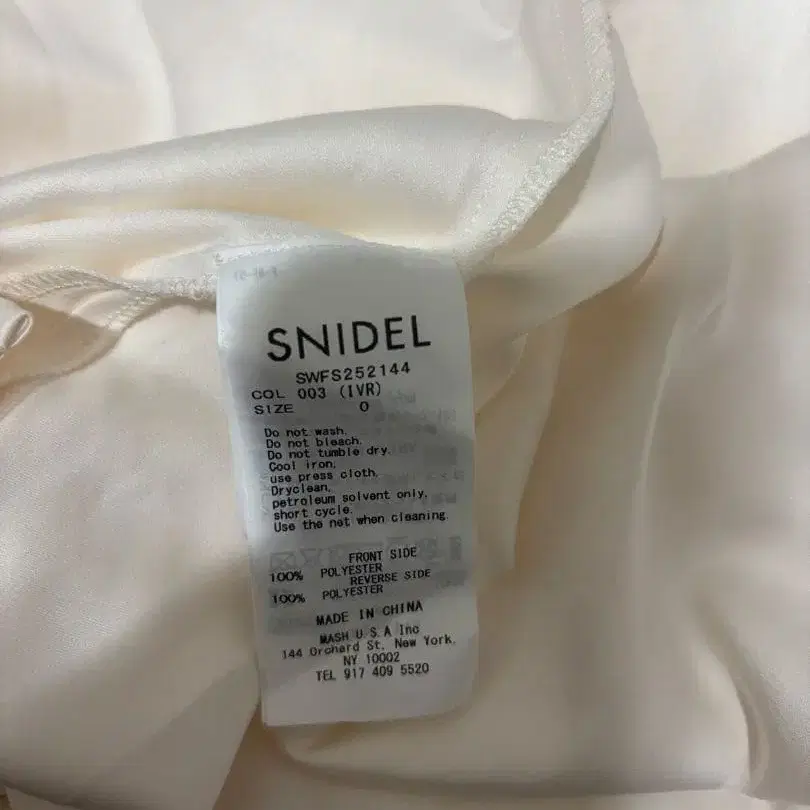 SNIDEL
SWFS252144
COL 003 (IVR)
SIZE 0
Do not wash.
Do not bleach.
Do not tumble dry.
Cool iron,
use press cloth.
Dryclean,
petroleum solvent only,
short cycle.
Use the net when cleaning.
FRONT SIDE
100% POLYESTER
REVERSE SIDE
100% POLYESTER
MADE IN CHINA
MASH U.S.A Inc
144 Orchard St, New York,
NY 10002
TEL 917 409 5520